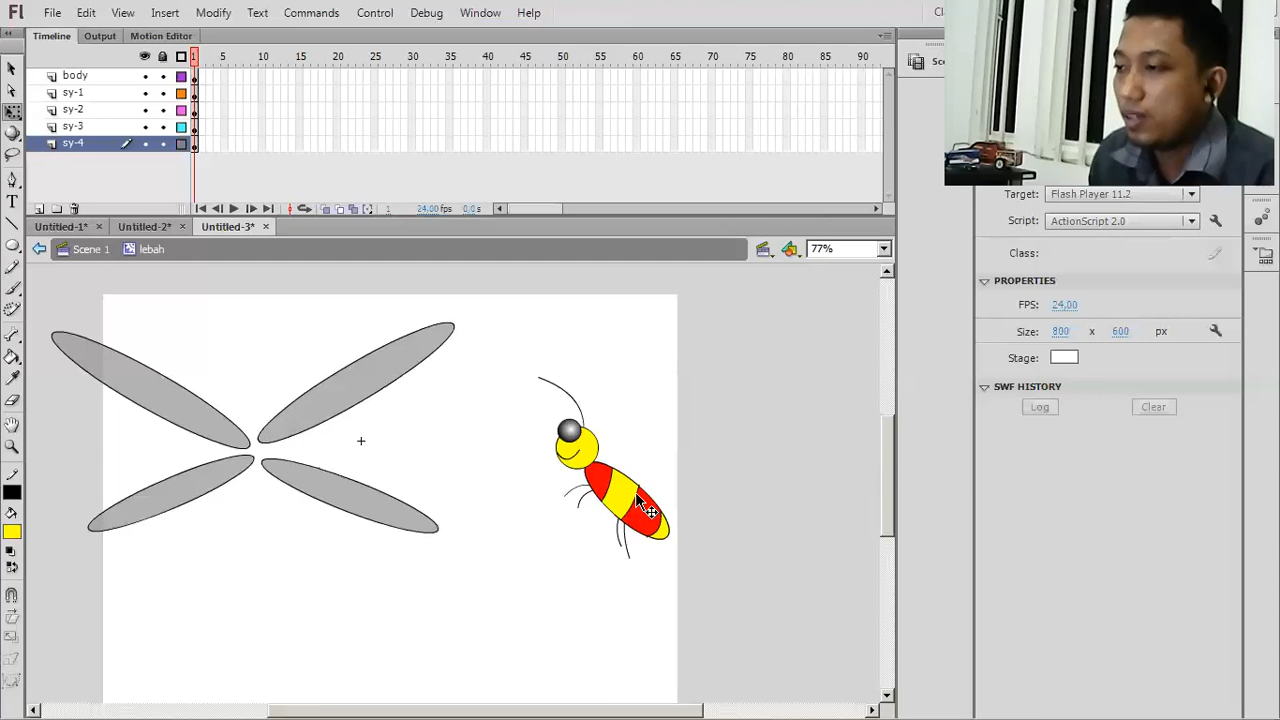 Fl File Edit View Insert Modify Text Commands Control Debug Window Help
Timeline Output Motion Editor
1 5 10 15 20 25 30 35 40 45 50 55 60 65 70 75 80 85 90
body
sy-1
sy-2
sy-3
sy-4
1 24,00 fps 0,0 s
Untitled-1* × Untitled-2* × Untitled-3* ×
Scene 1 lebah 77%
Target: Flash Player 11.2
Script: ActionScript 2.0
Class:
PROPERTIES
FPS: 24,00
Size: 800 x 600 px
Stage:
SWF HISTORY
Log Clear